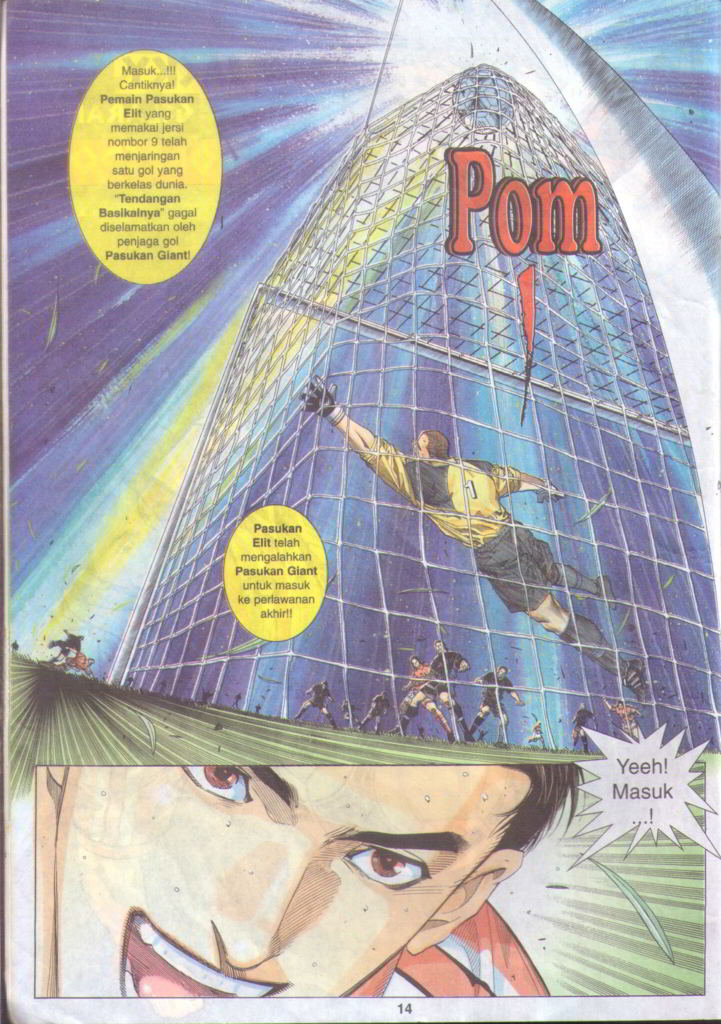 Masuk...!!!
Cantiknya!
Pemain Pasukan
Elit yang
memakai jersi
nombor 9 telah
menjaringan
satu gol yang
berkelas dunia.
"Tendangan
Basikalnya" gagal
diselamatkan oleh
penjaga gol
Pasukan Giant!
Pom
!
1
Pasukan
Elit telah
mengalahkan
Pasukan Giant
untuk masuk
ke perlawanan
akhir!!
Yeeh!
Masuk
...!
14